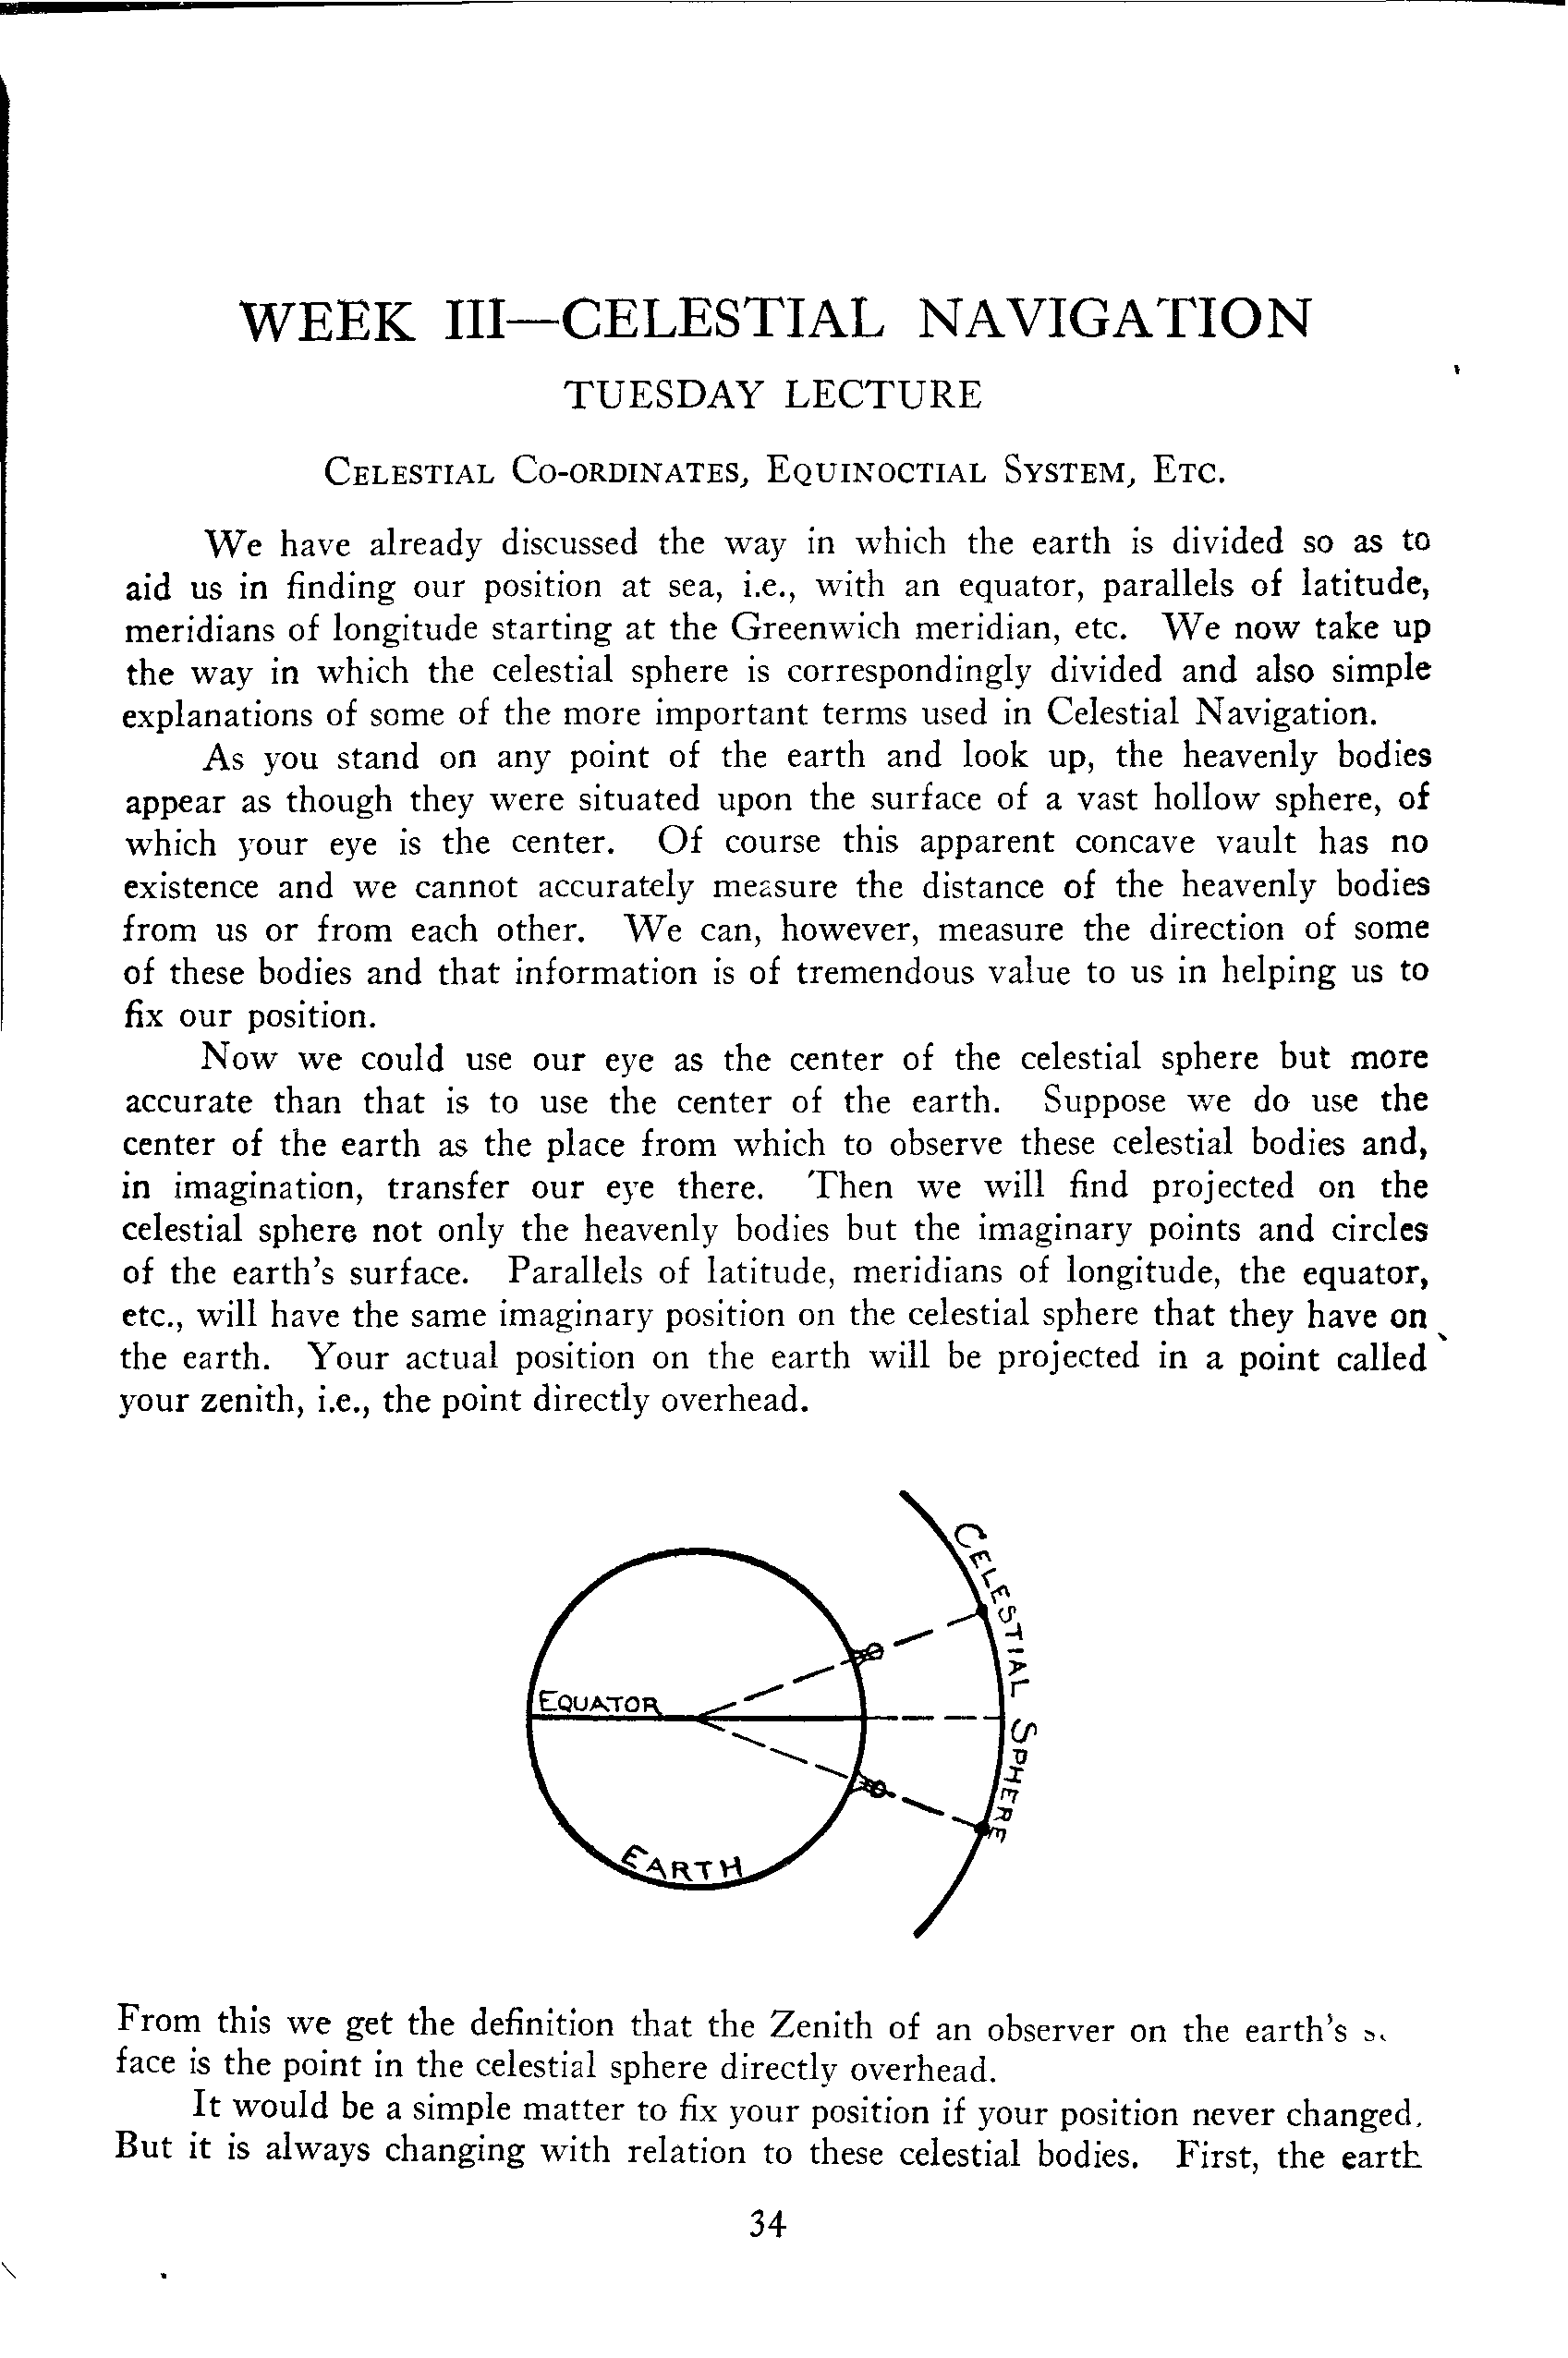 WEEK III—CELESTIAL NAVIGATION
TUESDAY LECTURE
Celestial Co-ordinates, Equinoctial System, Etc.
We have already discussed the way in which the earth is divided so as to
aid us in finding our position at sea, i.e., with an equator, parallels of latitude,
meridians of longitude starting at the Greenwich meridian, etc. We now take up
the way in which the celestial sphere is correspondingly divided and also simple
explanations of some of the more important terms used in Celestial Navigation.
As you stand on any point of the earth and look up, the heavenly bodies
appear as though they were situated upon the surface of a vast hollow sphere, of
which your eye is the center. Of course this apparent concave vault has no
existence and we cannot accurately measure the distance of the heavenly bodies
from us or from each other. We can, however, measure the direction of some
of these bodies and that information is of tremendous value to us in helping us to
fix our position.
Now we could use our eye as the center of the celestial sphere but more
accurate than that is to use the center of the earth. Suppose we do use the
center of the earth as the place from which to observe these celestial bodies and,
in imagination, transfer our eye there. Then we will find projected on the
celestial sphere not only the heavenly bodies but the imaginary points and circles
of the earth's surface. Parallels of latitude, meridians of longitude, the equator,
etc., will have the same imaginary position on the celestial sphere that they have on
the earth. Your actual position on the earth will be projected in a point called
your zenith, i.e., the point directly overhead.
CELESTIAL SPHERE
EQUATOR
EARTH
From this we get the definition that the Zenith of an observer on the earth's
face is the point in the celestial sphere directly overhead.
It would be a simple matter to fix your position if your position never changed.
But it is always changing with relation to these celestial bodies. First, the earth
34